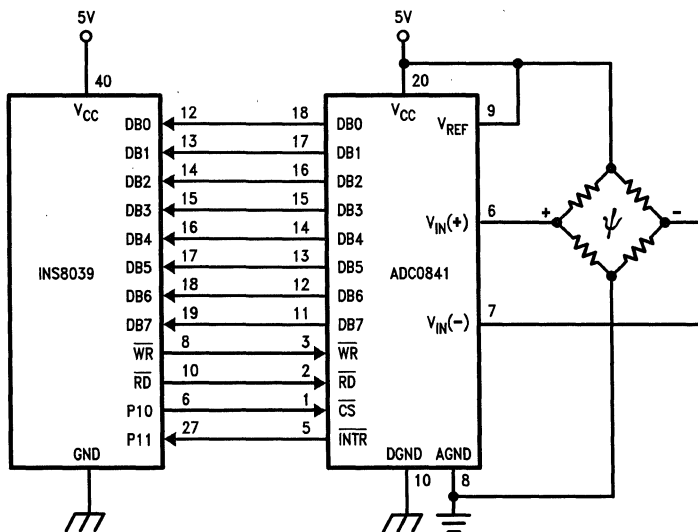 5V 5V
40 20
VCC VCC
9
VREF
DB0 12 18 DB0
DB1 13 17 DB1
DB2 14 16 DB2
DB3 15 15 DB3
6 VIN(+) + ψ -
DB4 16 14 DB4
INS8039 DB5 17 13 DB5 ADC0841
DB6 18 12 DB6
DB7 19 11 DB7 VIN(-) 7
WR 8 3 WR
RD 10 2 RD
P10 6 1 CS
P11 27 5 INTR
GND DGND AGND
10 8